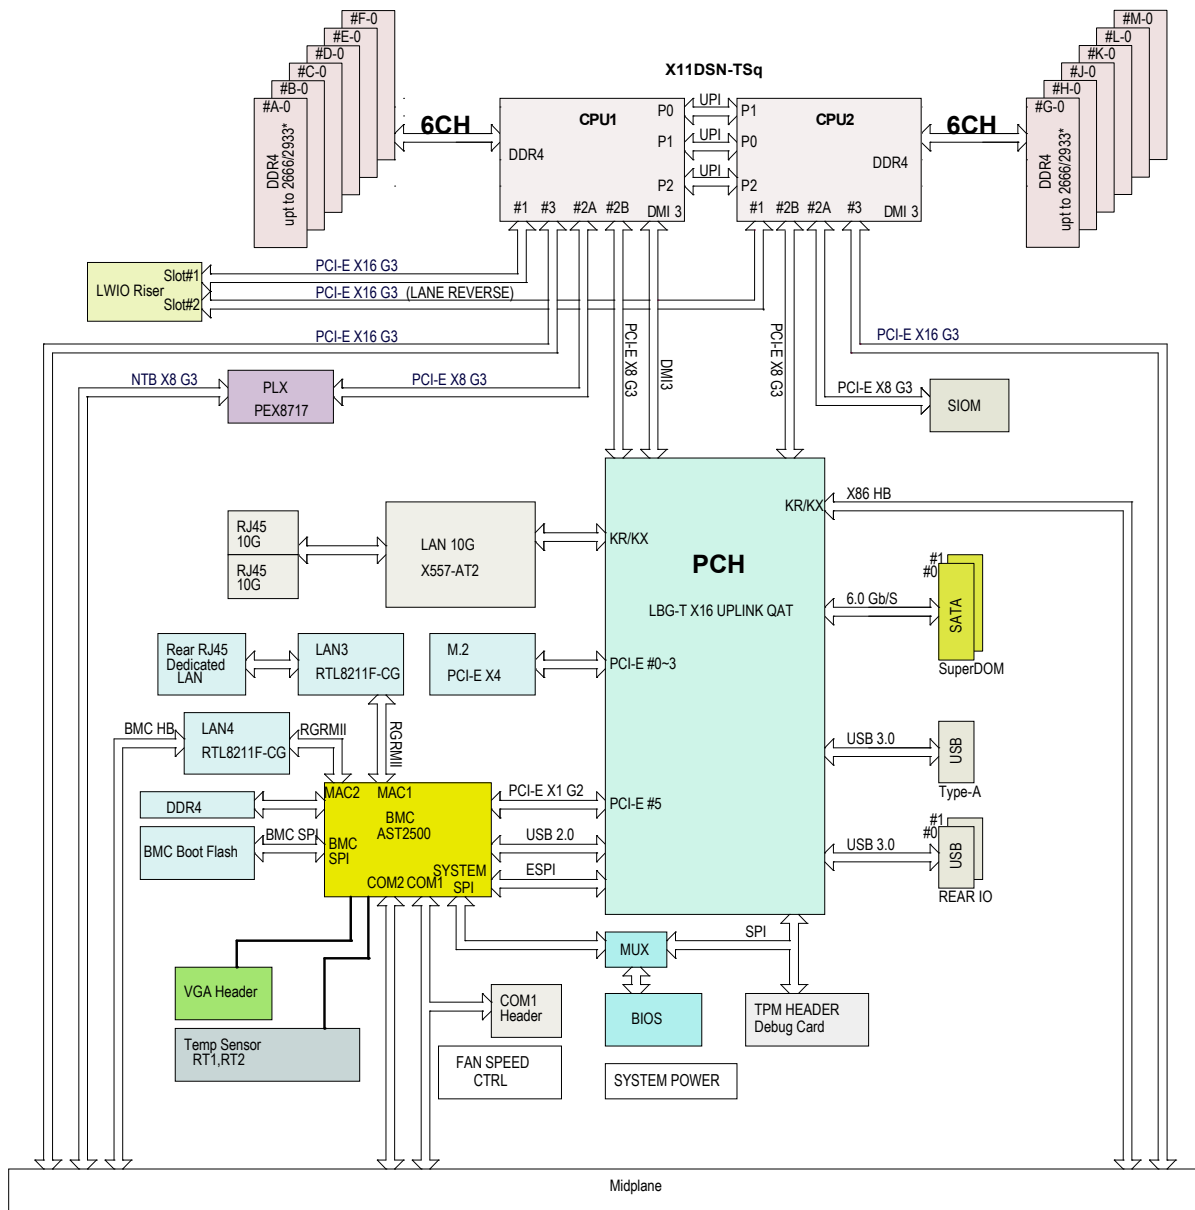 X11DSN-TSq
#F-0
#E-0
#D-0
#C-0
#B-0
#A-0
DDR4
upt to 2666/2933*
6CH
CPU1
DDR4
P0
P1
P2
#1
#3
#2A
#2B
DMI 3
UPI
UPI
UPI
CPU2
P1
P0
P2
DDR4
#1
#2B
#2A
#3
DMI 3
6CH
#M-0
#L-0
#K-0
#J-0
#H-0
#G-0
DDR4
upt to 2666/2933*
LWIO Riser
Slot#1
Slot#2
PCI-E X16 G3
PCI-E X16 G3 (LANE REVERSE)
PCI-E X16 G3
PCI-E X16 G3
NTB X8 G3
PLX
PEX8717
PCI-E X8 G3
PCI-E X8 G3
DMI3
PCI-E X8 G3
PCI-E X8 G3
SIOM
RJ45
10G
RJ45
10G
LAN 10G
X557-AT2
KR/KX
PCH
LBG-T X16 UPLINK QAT
KR/KX
X86 HB
6.0 Gb/S
#1
#0
SATA
SuperDOM
Rear RJ45
Dedicated
LAN
LAN3
RTL8211F-CG
M.2
PCI-E X4
PCI-E #0~3
BMC HB
LAN4
RTL8211F-CG
RGRMII
RGRMII
USB 3.0
USB
Type-A
DDR4
BMC Boot Flash
BMC SPI
MAC2
MAC1
BMC
AST2500
BMC
SPI
COM2
COM1
SYSTEM
SPI
PCI-E X1 G2
PCI-E #5
USB 2.0
ESPI
USB 3.0
#1
#0
USB
REAR IO
VGA Header
Temp Sensor
RT1,RT2
COM1
Header
FAN SPEED
CTRL
MUX
SPI
BIOS
TPM HEADER
Debug Card
SYSTEM POWER
Midplane